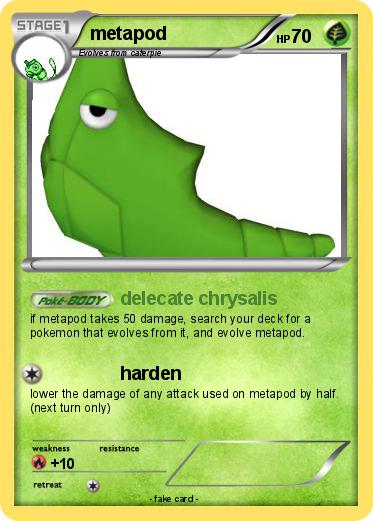 STAGE1
metapod
HP70
Evolves from caterpie
Poké-BODY delecate chrysalis
if metapod takes 50 damage, search your deck for a
pokemon that evolves from it, and evolve metapod.
harden
lower the damage of any attack used on metapod by half.
(next turn only)
weakness resistance
+10
retreat
- fake card -